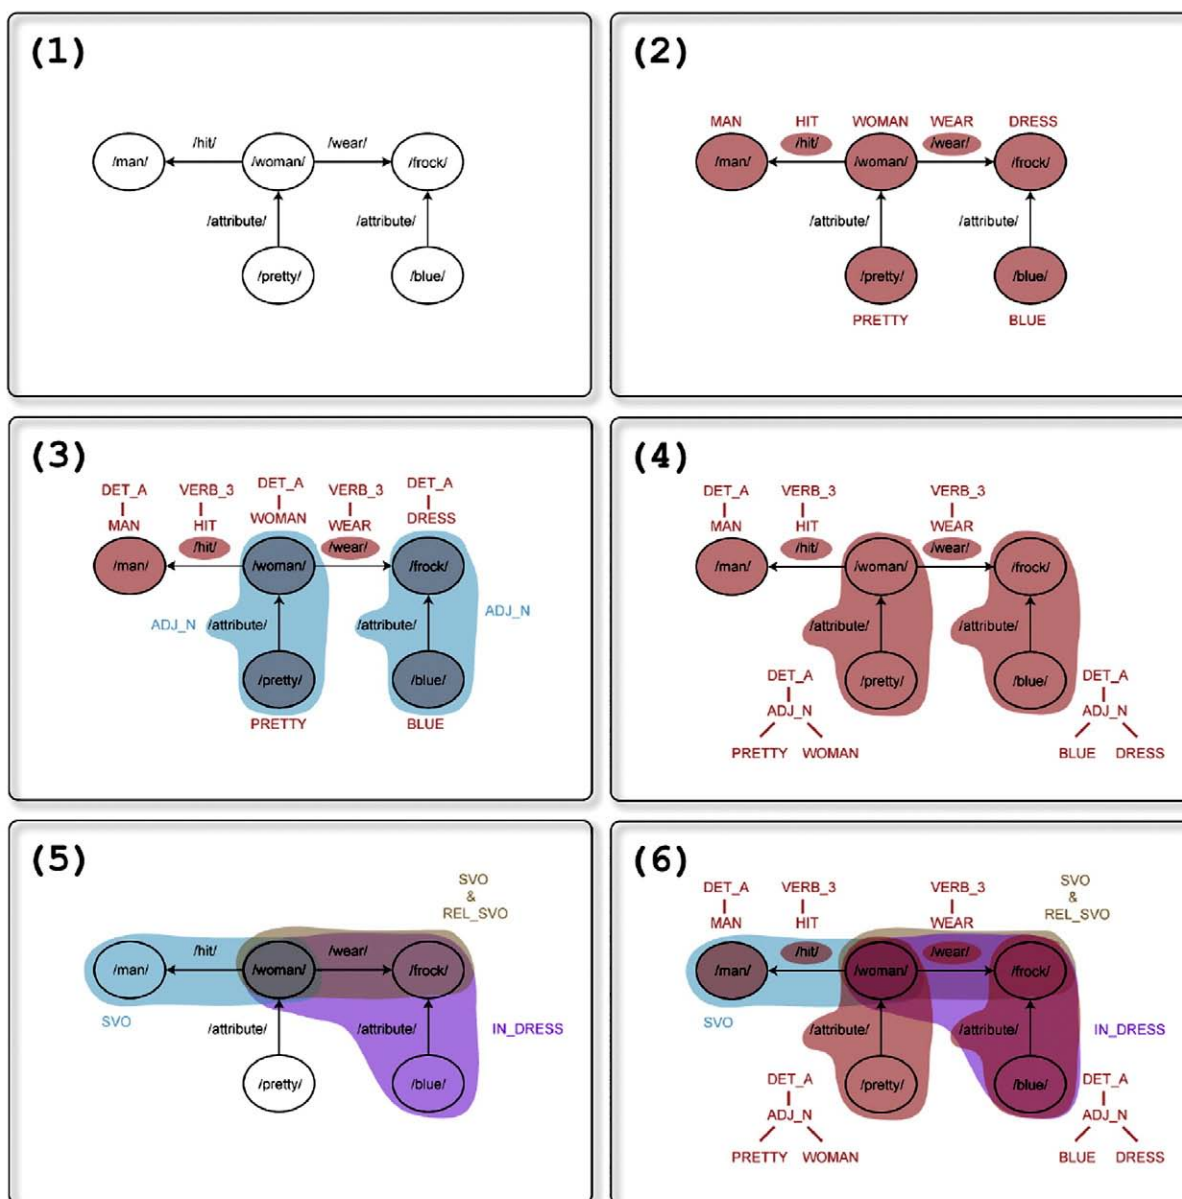 (1)
/hit/ /wear/
/man/ /woman/ /frock/
/attribute/ /attribute/
/pretty/ /blue/
(2)
MAN HIT WOMAN WEAR DRESS
/hit/ /wear/
/man/ /woman/ /frock/
/attribute/ /attribute/
/pretty/ /blue/
PRETTY BLUE
(3)
DET_A VERB_3 DET_A VERB_3 DET_A
MAN HIT WOMAN WEAR DRESS
/hit/ /wear/
/man/ /woman/ /frock/
ADJ_N /attribute/ /attribute/ ADJ_N
/pretty/ /blue/
PRETTY BLUE
(4)
DET_A VERB_3 VERB_3
MAN HIT WEAR
/hit/ /wear/
/man/ /woman/ /frock/
/attribute/ /attribute/
/pretty/ /blue/
DET_A DET_A
ADJ_N ADJ_N
PRETTY WOMAN BLUE DRESS
(5)
SVO
&
REL_SVO
/hit/ /wear/
/man/ /woman/ /frock/
SVO /attribute/ /attribute/ IN_DRESS
/pretty/ /blue/
(6)
DET_A VERB_3 VERB_3 SVO
&
REL_SVO
MAN HIT WEAR
/hit/ /wear/
/man/ /woman/ /frock/
SVO /attribute/ /attribute/ IN_DRESS
/pretty/ /blue/
DET_A DET_A
ADJ_N ADJ_N
PRETTY WOMAN BLUE DRESS